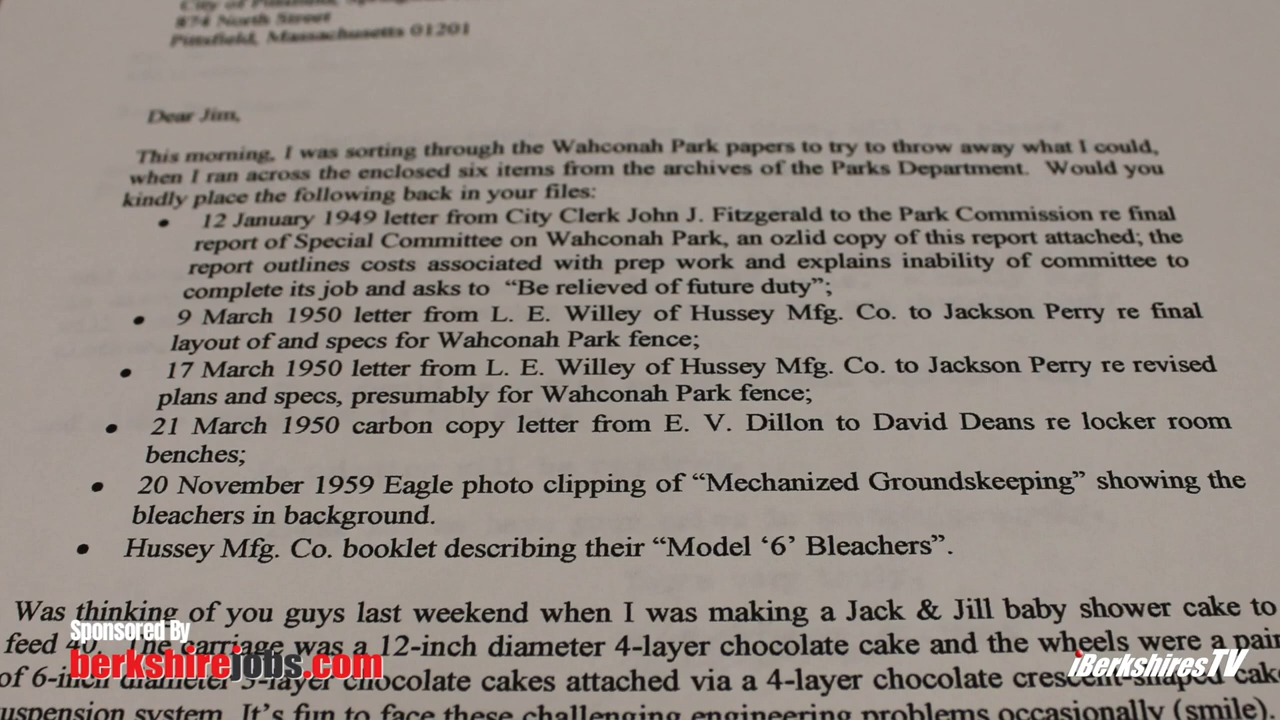 City of Pittsfield,
874 North Street
Pittsfield, Massachusetts 01201
Dear Jim,
This morning, I was sorting through the Wahconah Park papers to try to throw away what I could,
when I ran across the enclosed six items from the archives of the Parks Department. Would you
kindly place the following back in your files:
• 12 January 1949 letter from City Clerk John J. Fitzgerald to the Park Commission re final
report of Special Committee on Wahconah Park, an ozlid copy of this report attached; the
report outlines costs associated with prep work and explains inability of committee to
complete its job and asks to “Be relieved of future duty”;
• 9 March 1950 letter from L. E. Willey of Hussey Mfg. Co. to Jackson Perry re final
layout of and specs for Wahconah Park fence;
• 17 March 1950 letter from L. E. Willey of Hussey Mfg. Co. to Jackson Perry re revised
plans and specs, presumably for Wahconah Park fence;
• 21 March 1950 carbon copy letter from E. V. Dillon to David Deans re locker room
benches;
• 20 November 1959 Eagle photo clipping of “Mechanized Groundskeeping” showing the
bleachers in background.
• Hussey Mfg. Co. booklet describing their “Model ‘6’ Bleachers”.
Was thinking of you guys last weekend when I was making a Jack & Jill baby shower cake to
feed 40. The carriage was a 12-inch diameter 4-layer chocolate cake and the wheels were a pair
of 6-inch diameter 3-layer chocolate cakes attached via a 4-layer chocolate crescent-shaped cake
suspension system. It's fun to face these challenging engineering problems occasionally (smile).
Sponsored By
berkshirejobs.com
iBerkshiresTV